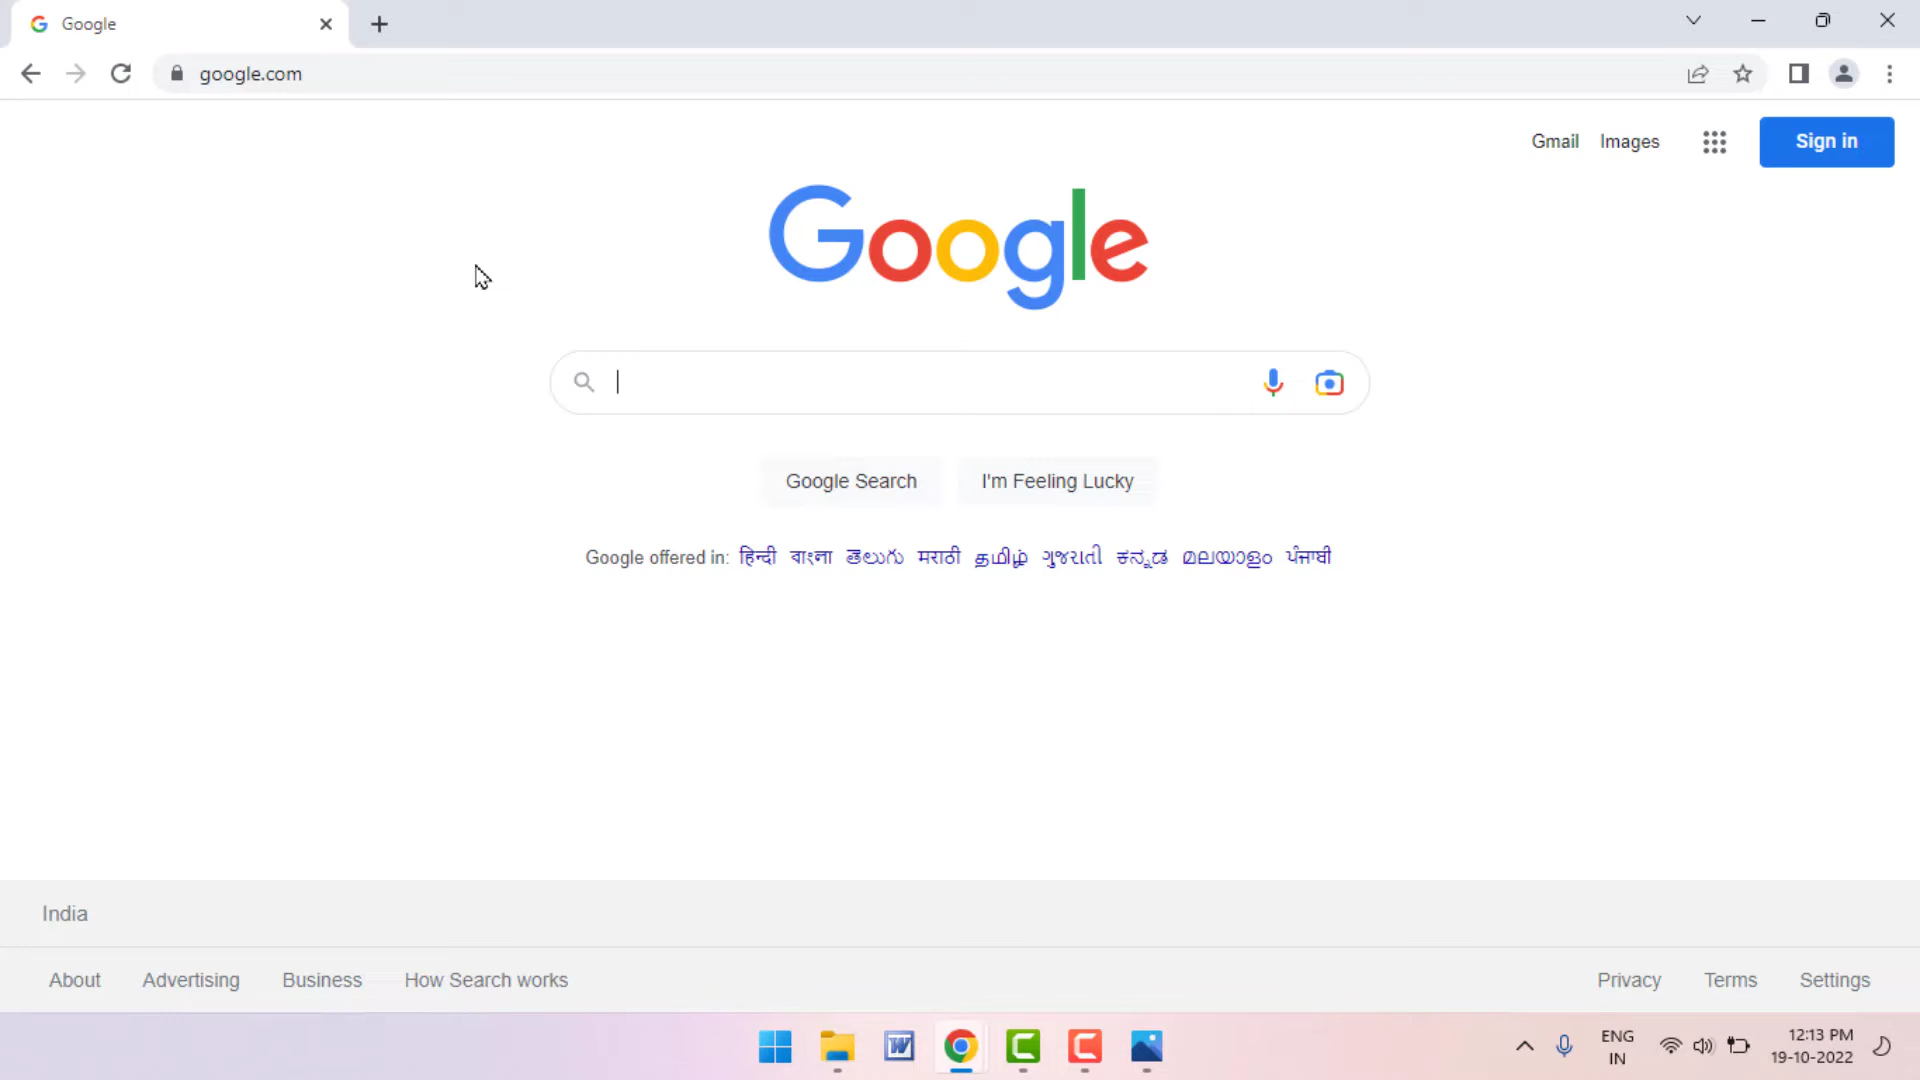 Google
google.com
Gmail Images Sign in
Google
Google Search I'm Feeling Lucky
Google offered in: हिन्दी বাংলা తెలుగు मराठी தமிழ் ગુજરાતી ಕನ್ನಡ മലയാളം ਪੰਜਾਬੀ
India
About Advertising Business How Search works Privacy Terms Settings
ENG 12:13 PM
IN 19-10-2022